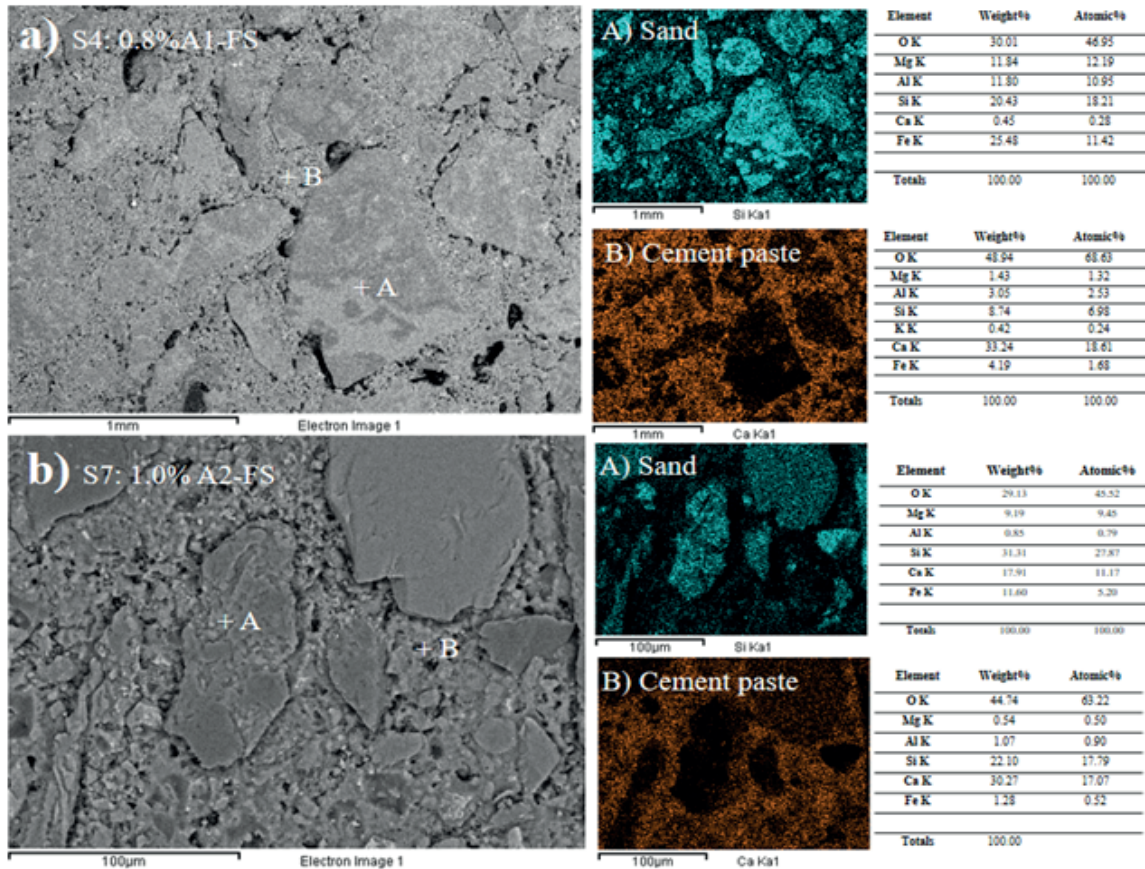 a) S4: 0.8%A1-FS
+ B
+ A
1mm
Electron Image 1
A) Sand
1mm
Si Ka1
Element Weight% Atomic%
O K 30.01 46.95
Mg K 11.84 12.19
Al K 11.80 10.95
Si K 20.43 18.21
Ca K 0.45 0.28
Fe K 25.48 11.42
Totals 100.00 100.00
B) Cement paste
1mm
Ca Ka1
Element Weight% Atomic%
O K 48.94 68.63
Mg K 1.43 1.32
Al K 3.05 2.53
Si K 8.74 6.98
K K 0.42 0.24
Ca K 33.24 18.61
Fe K 4.19 1.68
Totals 100.00 100.00
b) S7: 1.0% A2-FS
+ A
+ B
100μm
Electron Image 1
A) Sand
100μm
Si Ka1
Element Weight% Atomic%
O K 29.13 45.52
Mg K 9.19 9.45
Al K 0.85 0.79
Si K 31.31 27.87
Ca K 17.91 11.17
Fe K 11.60 5.20
Totals 100.00 100.00
B) Cement paste
100μm
Ca Ka1
Element Weight% Atomic%
O K 44.74 63.22
Mg K 0.54 0.50
Al K 1.07 0.90
Si K 22.10 17.79
Ca K 30.27 17.07
Fe K 1.28 0.52
Totals 100.00